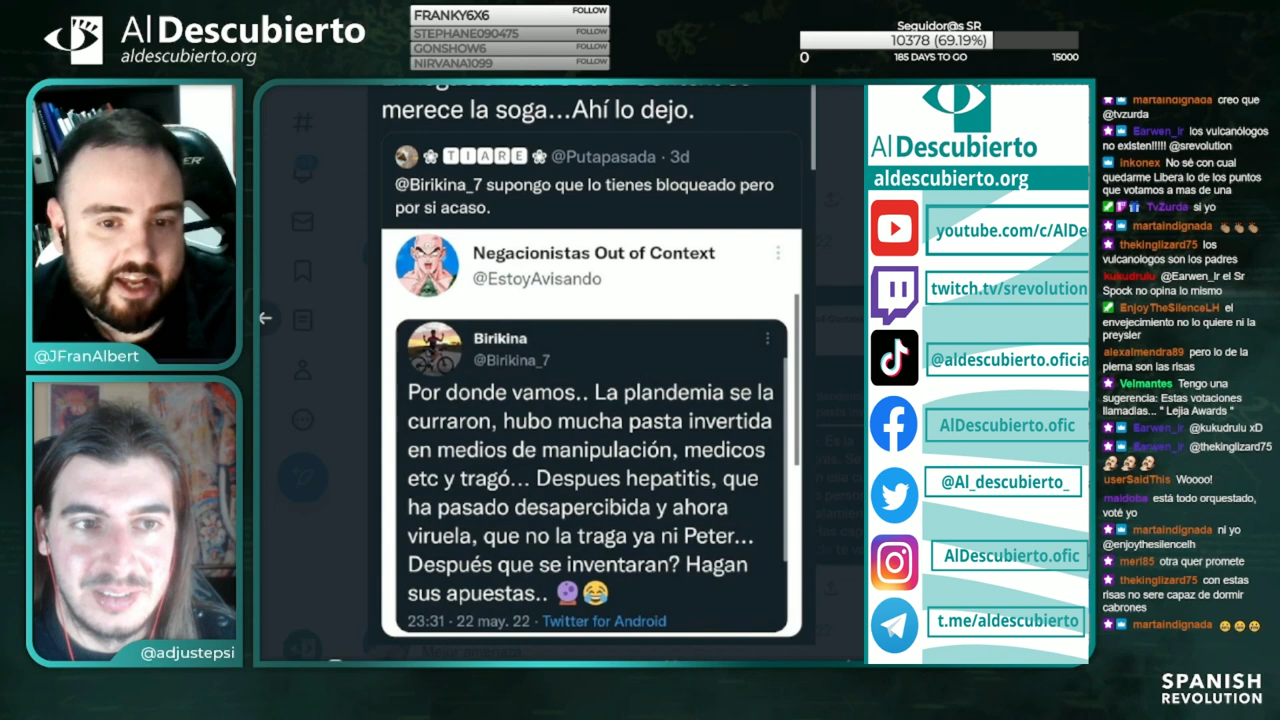 Al Descubierto
aldescubierto.org
FRANKY6X6 FOLLOW
STEPHANE090475 FOLLOW
GONSHOW6 FOLLOW
NIRVANA1099 FOLLOW
Seguidor@s SR
10378 (69.19%)
0 185 DAYS TO GO 15000
@JFranAlbert
@adjustepsi
merece la soga...Ahí lo dejo.
TIARE @Putapasada · 3d
@Birikina_7 supongo que lo tienes bloqueado pero
por si acaso.
Negacionistas Out of Context
@EstoyAvisando
Birikina
@Birikina_7
Por donde vamos.. La plandemia se la
curraron, hubo mucha pasta invertida
en medios de manipulación, medicos
etc y tragó... Despues hepatitis, que
ha pasado desapercibida y ahora
viruela, que no la traga ya ni Peter...
Después que se inventaran? Hagan
sus apuestas.. 🔮😂
23:31 · 22 may. 22 · Twitter for Android
Al Descubierto
aldescubierto.org
youtube.com/c/AlDe
twitch.tv/srevolution
@aldescubierto.oficia
AlDescubierto.ofic
@Al_descubierto_
AlDescubierto.ofic
t.me/aldescubierto
martaindignada creo que
@tvzurda
Earwen_Ir los vulcanólogos
no existen!!!!! @srevolution
inkonex No sé con cual
quedarme Libera lo de los puntos
que votamos a mas de una
TvZurda si yo
martaindignada 👏👏👏
thekinglizard75 los
vulcanologos son los padres
kukudrulu @Earwen_Ir el Sr
Spock no opina lo mismo
EnjoyTheSilenceLH el
envejecimiento no lo quiere ni la
preysler
alexalmendra89 pero lo de la
pierna son las risas
Velmantes Tengo una
sugerencia: Estas votaciones
llamadlas... " Lejia Awards "
Earwen_Ir @kukudrulu xD
Earwen_Ir @thekinglizard75
userSaidThis Woooo!
maidoba está todo orquestado,
voté yo
martaindignada ni yo
@enjoythesilencelh
meri85 otra quer promete
thekinglizard75 con estas
risas no sere capaz de dormir
cabrones
martaindignada 😂😂😂
SPANISH
REVOLUTION